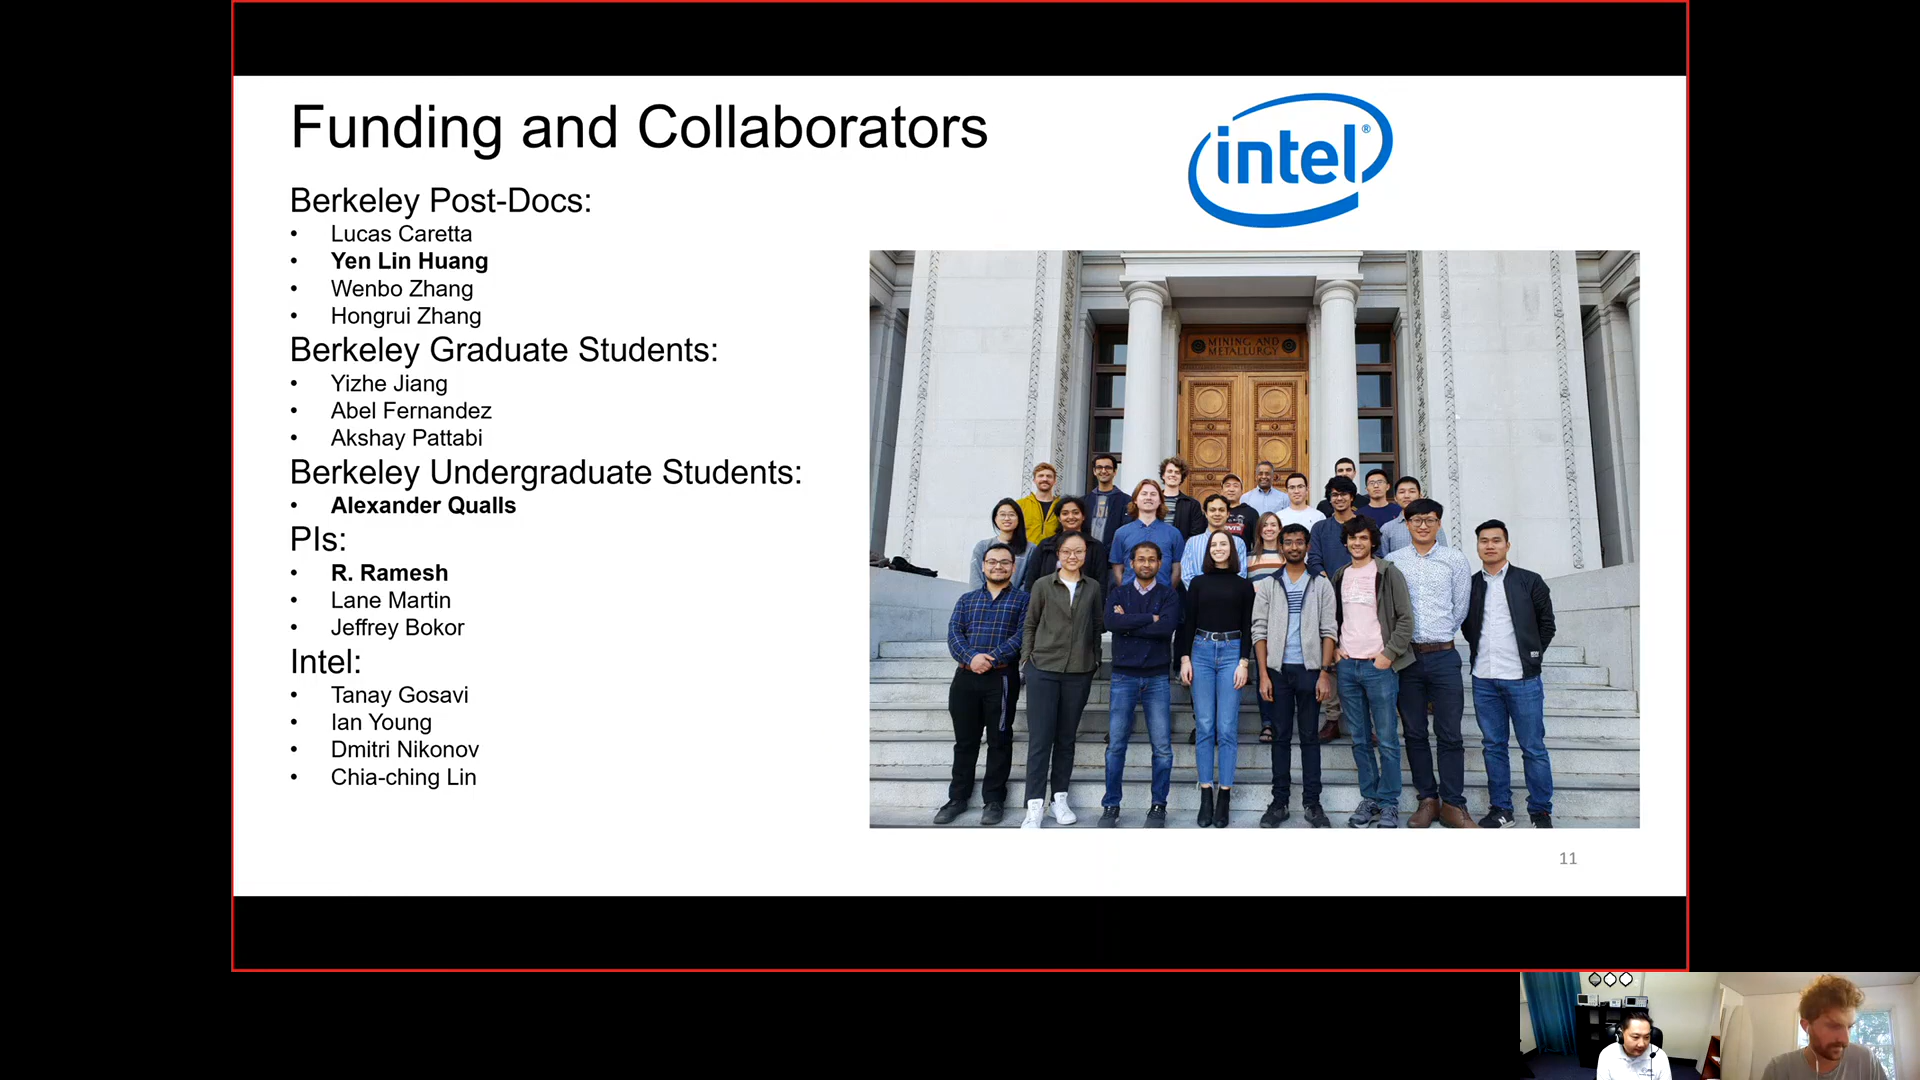 Funding and Collaborators
intel®
Berkeley Post-Docs:
• Lucas Caretta
• Yen Lin Huang
• Wenbo Zhang
• Hongrui Zhang
Berkeley Graduate Students:
• Yizhe Jiang
• Abel Fernandez
• Akshay Pattabi
Berkeley Undergraduate Students:
• Alexander Qualls
PIs:
• R. Ramesh
• Lane Martin
• Jeffrey Bokor
Intel:
• Tanay Gosavi
• Ian Young
• Dmitri Nikonov
• Chia-ching Lin
MINING AND
METALLURGY
11